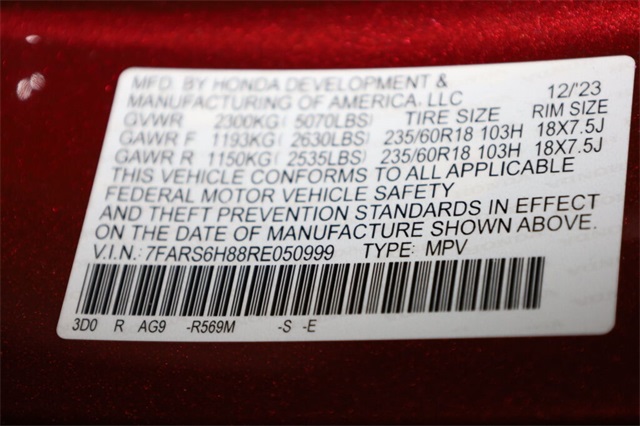 MFD. BY HONDA DEVELOPMENT &
MANUFACTURING OF AMERICA, LLC 12/'23
GVWR 2300KG( 5070LBS) TIRE SIZE RIM SIZE
GAWR F 1193KG( 2630LBS) 235/60R18 103H 18X7.5J
GAWR R 1150KG( 2535LBS) 235/60R18 103H 18X7.5J
THIS VEHICLE CONFORMS TO ALL APPLICABLE
FEDERAL MOTOR VEHICLE SAFETY
AND THEFT PREVENTION STANDARDS IN EFFECT
ON THE DATE OF MANUFACTURE SHOWN ABOVE.
V.I.N.: 7FARS6H88RE050999 TYPE: MPV
3D0 R AG9 -R569M -S -E